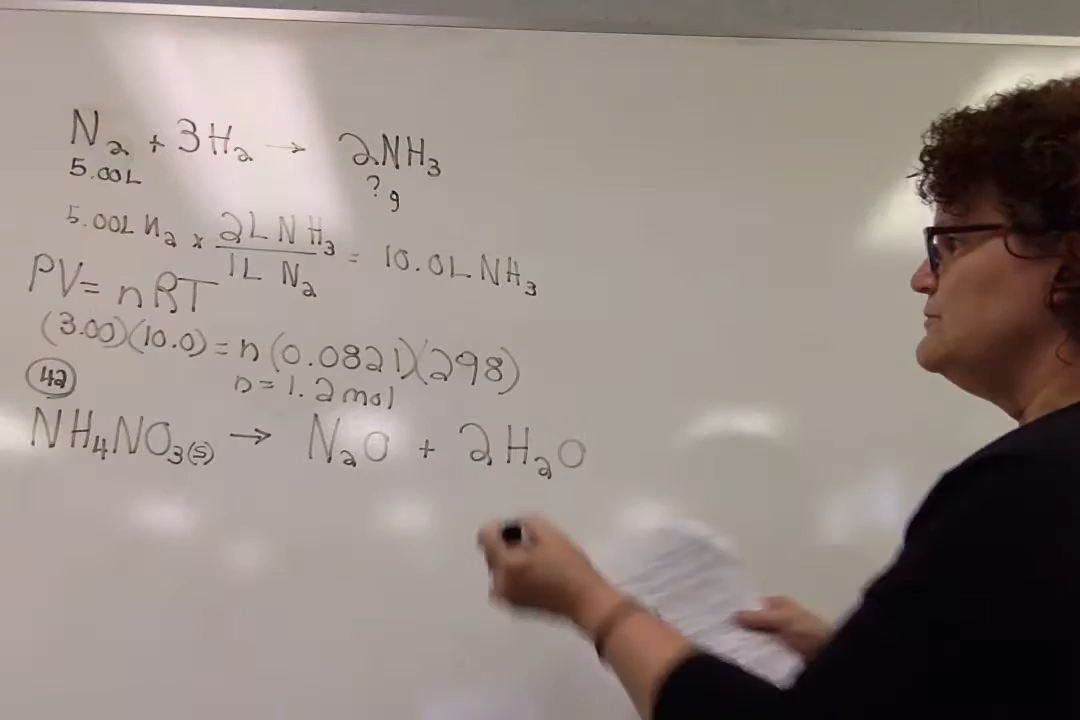 N₂ + 3H₂ → 2NH₃
5.00L ? g
5.00L N₂ x 2L NH₃ / 1L N₂ = 10.0L NH₃
PV = nRT
(3.00)(10.0) = n(0.0821)(298)
n = 1.2 mol
42
NH₄NO₃(s) → N₂O + 2H₂O